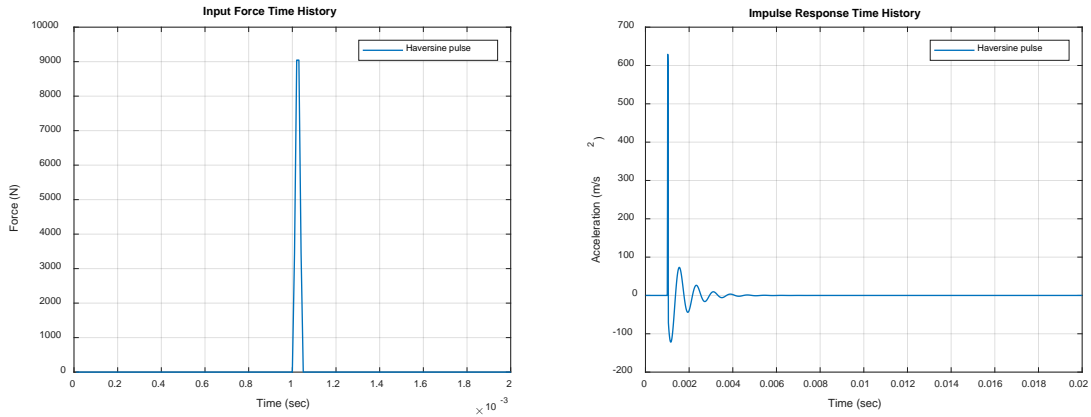 Input Force Time History
Haversine pulse
Force (N)
10000
9000
8000
7000
6000
5000
4000
3000
2000
1000
0
0 0.2 0.4 0.6 0.8 1 1.2 1.4 1.6 1.8 2
Time (sec)
× 10 -3
Impulse Response Time History
Haversine pulse
Acceleration (m/s 2 )
700
600
500
400
300
200
100
0
-100
-200
0 0.002 0.004 0.006 0.008 0.01 0.012 0.014 0.016 0.018 0.02
Time (sec)